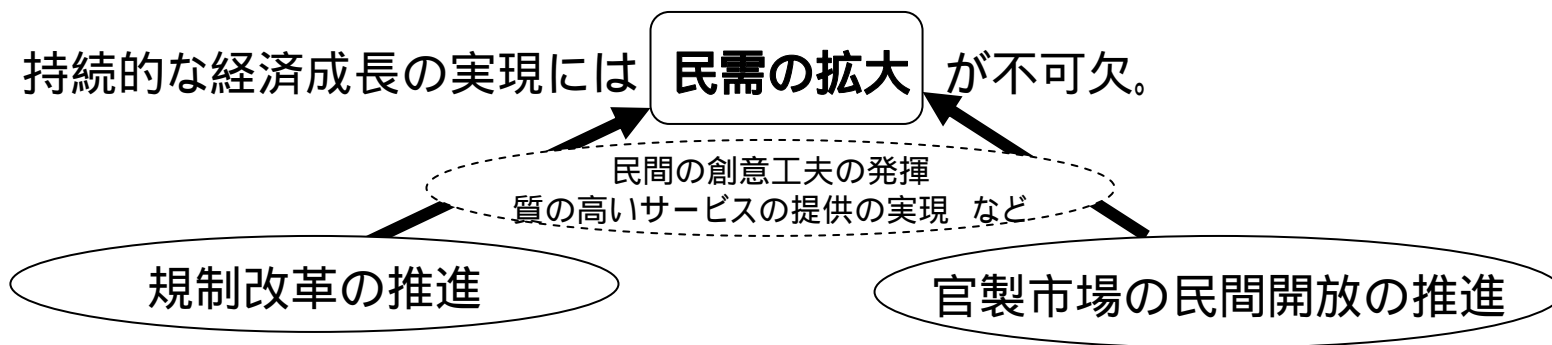 持続的な経済成長の実現には 民需の拡大 が不可欠。
民間の創意工夫の発揮
質の高いサービスの提供の実現 など
規制改革の推進
官製市場の民間開放の推進